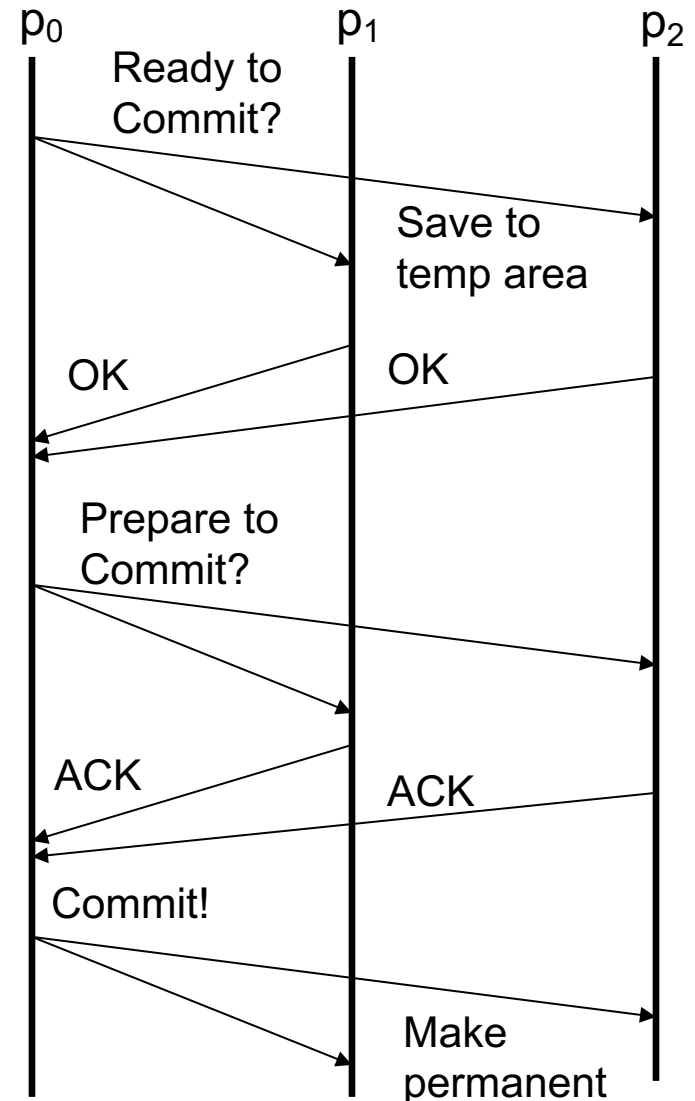 p₀ p₁ p₂
Ready to
Commit?
Save to
temp area
OK
OK
Prepare to
Commit?
ACK
ACK
Commit!
Make
permanent